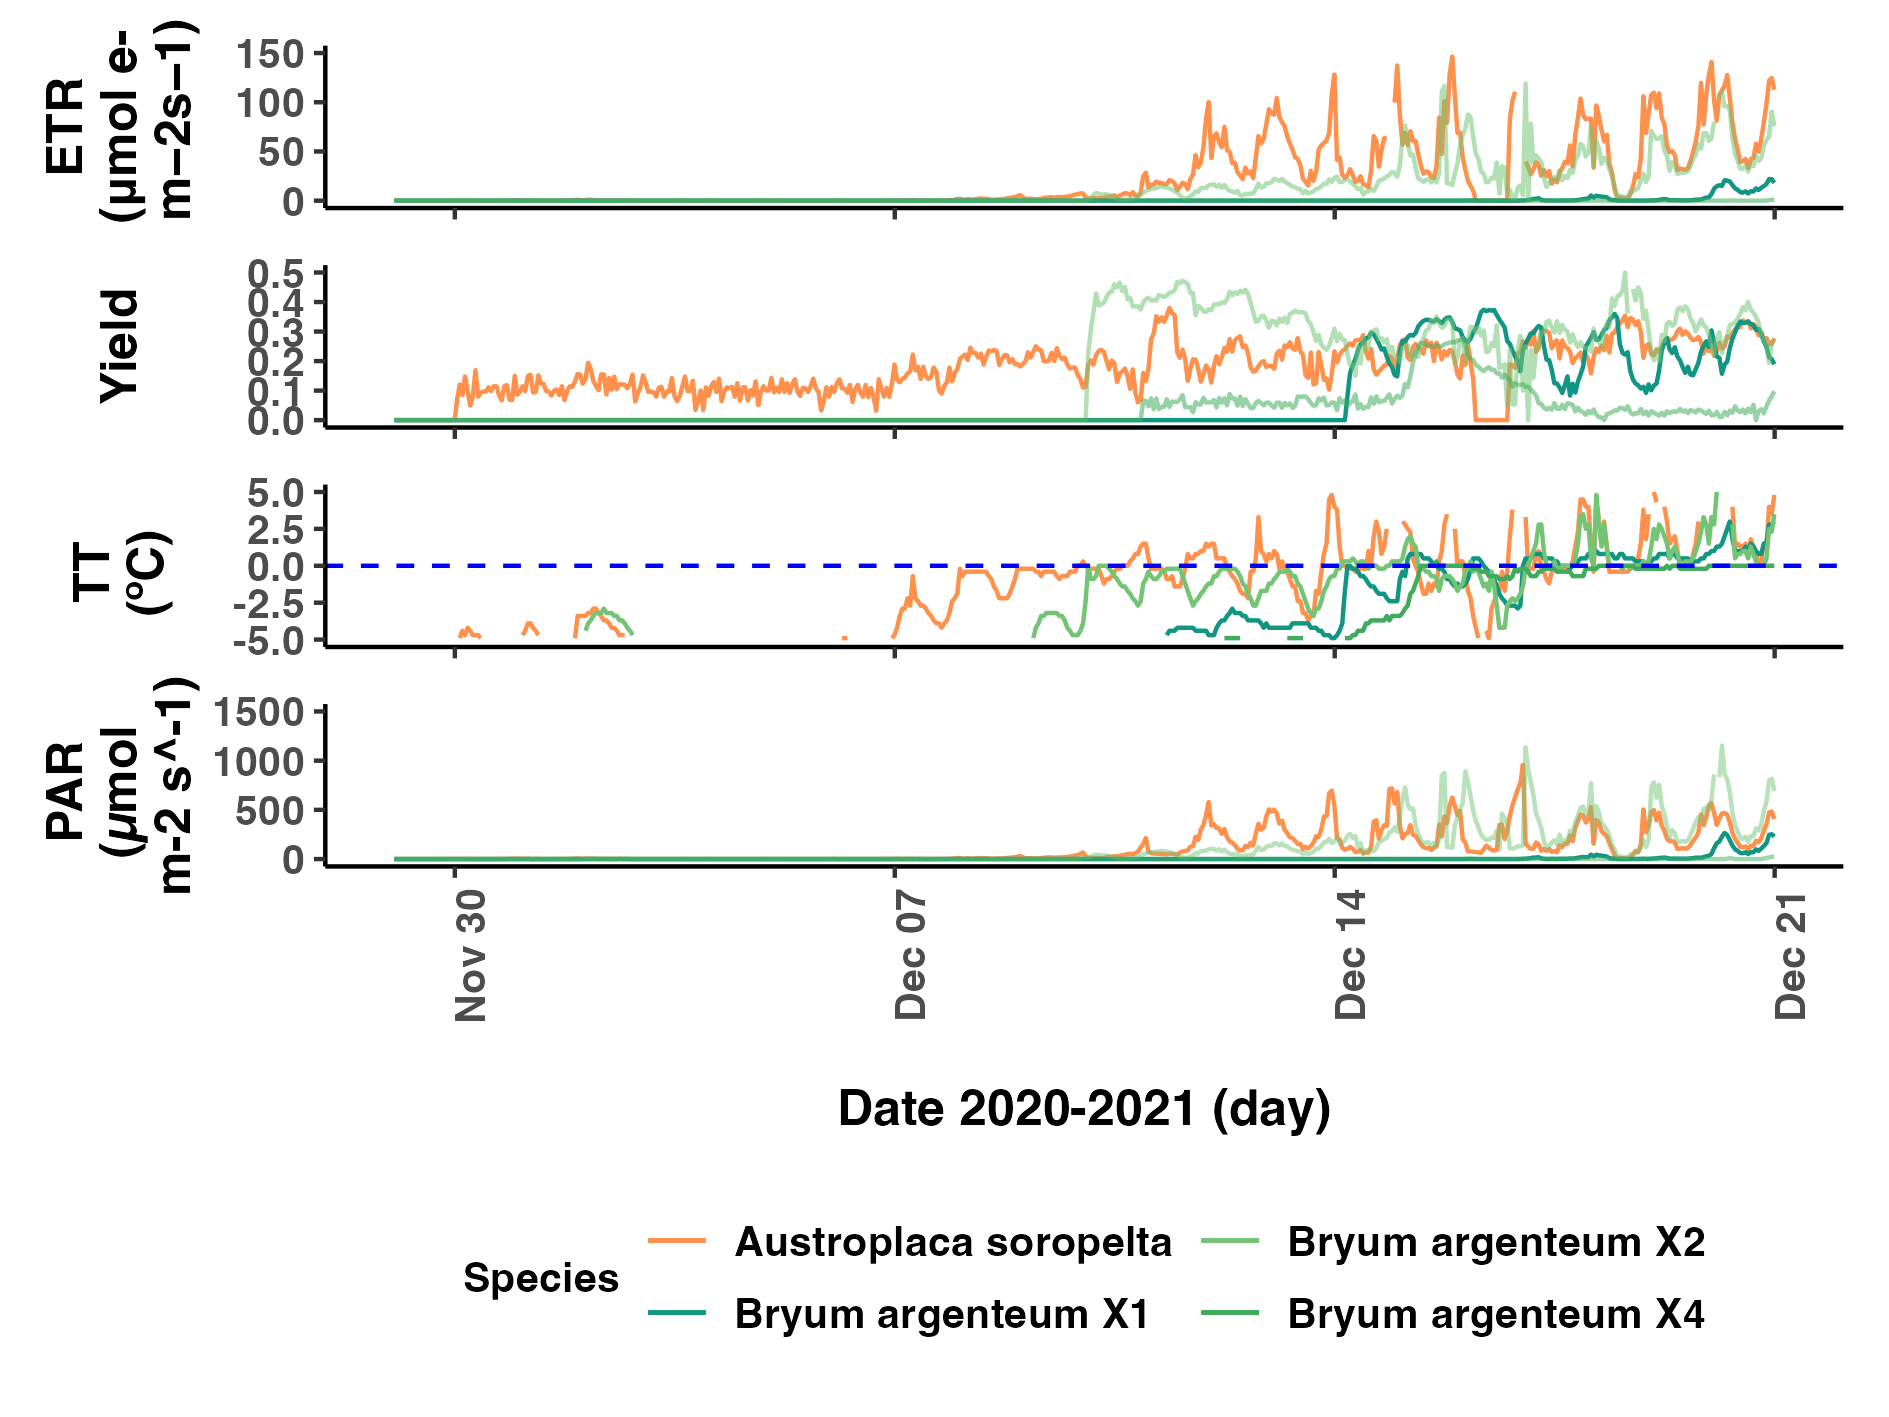 ETR
(µmol e-
m−2s−1)
150
100
50
0
Yield
0.5
0.4
0.3
0.2
0.1
0.0
TT
(ºC)
5.0
2.5
0.0
-2.5
-5.0
PAR
(µmol
m-2 s^-1)
1500
1000
500
0
Nov 30
Dec 07
Dec 14
Dec 21
Date 2020-2021 (day)
Species
Austroplaca soropelta
Bryum argenteum X2
Bryum argenteum X1
Bryum argenteum X4